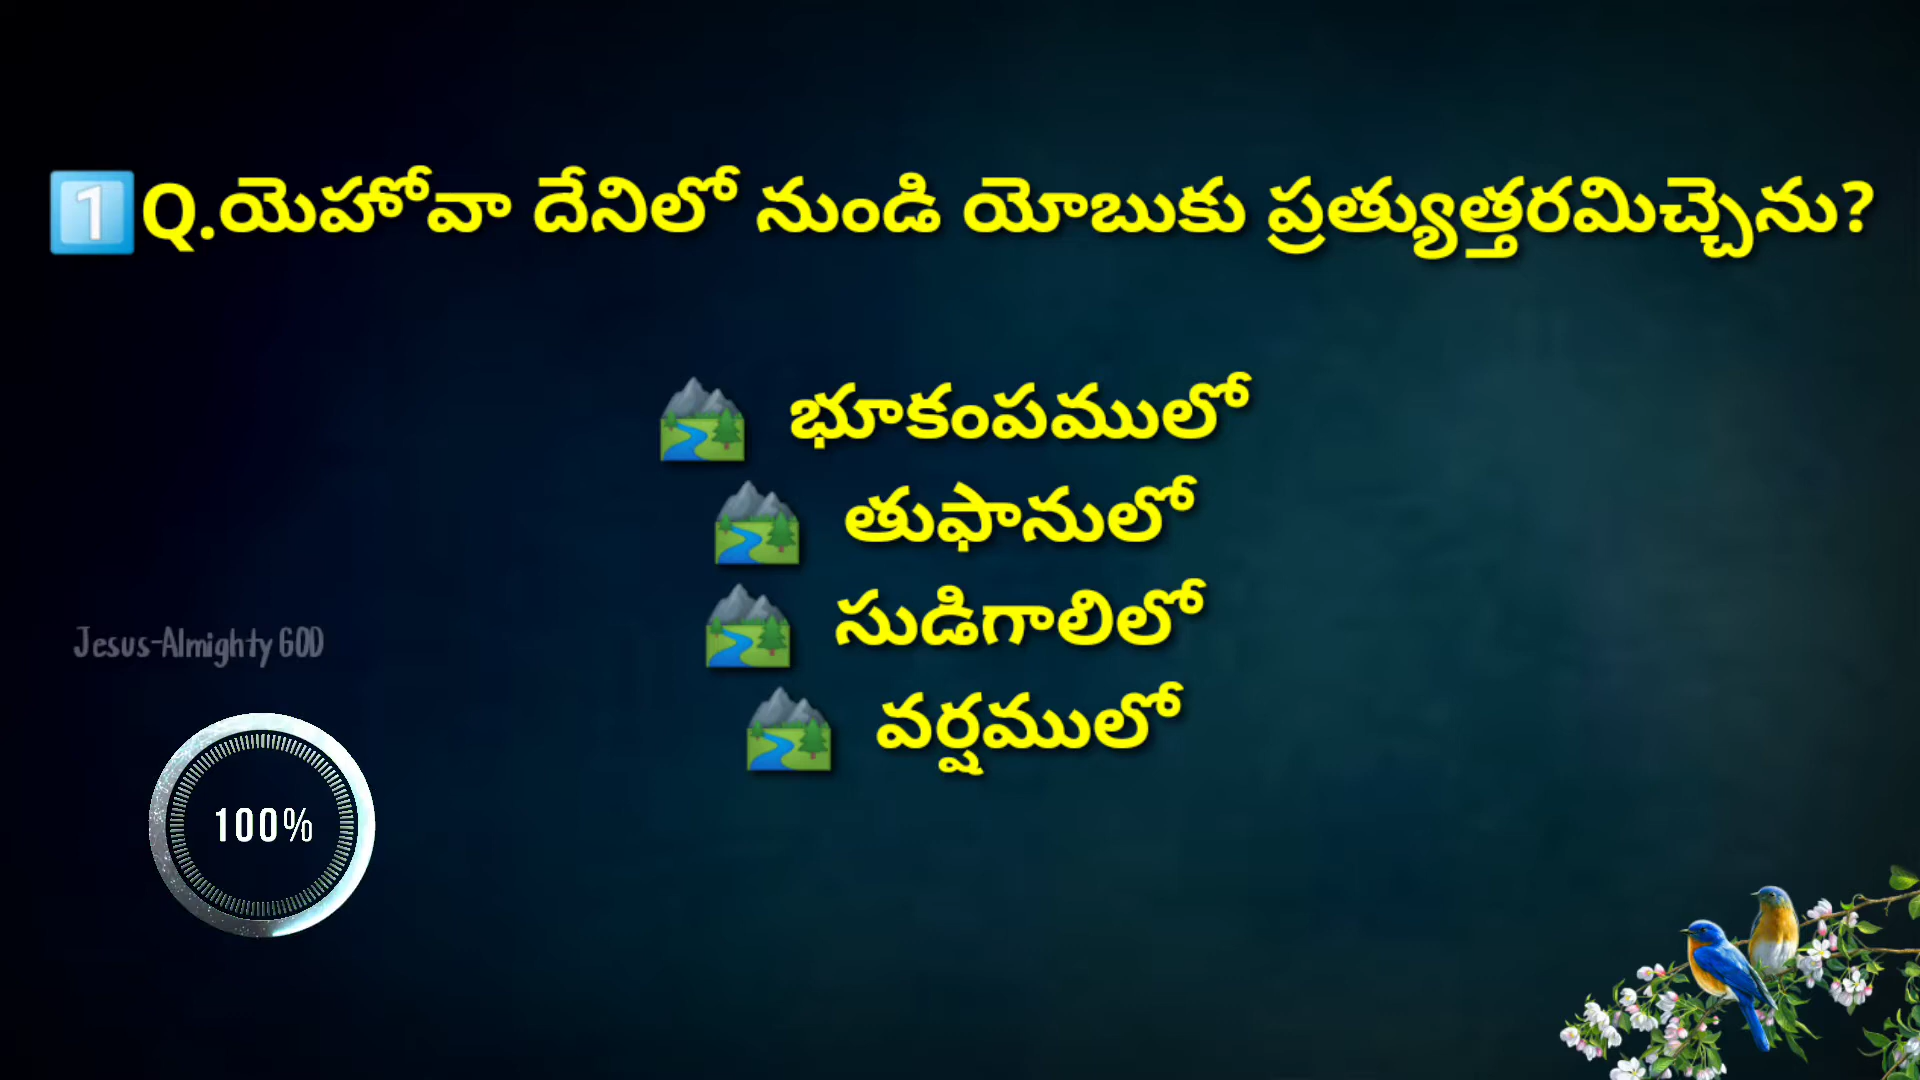 1️⃣Q.యెహోవా దేనిలో నుండి యోబుకు ప్రత్యుత్తరమిచ్చెను?
భూకంపములో
తుఫానులో
సుడిగాలిలో
వర్షములో
Jesus-Almighty GOD
100%